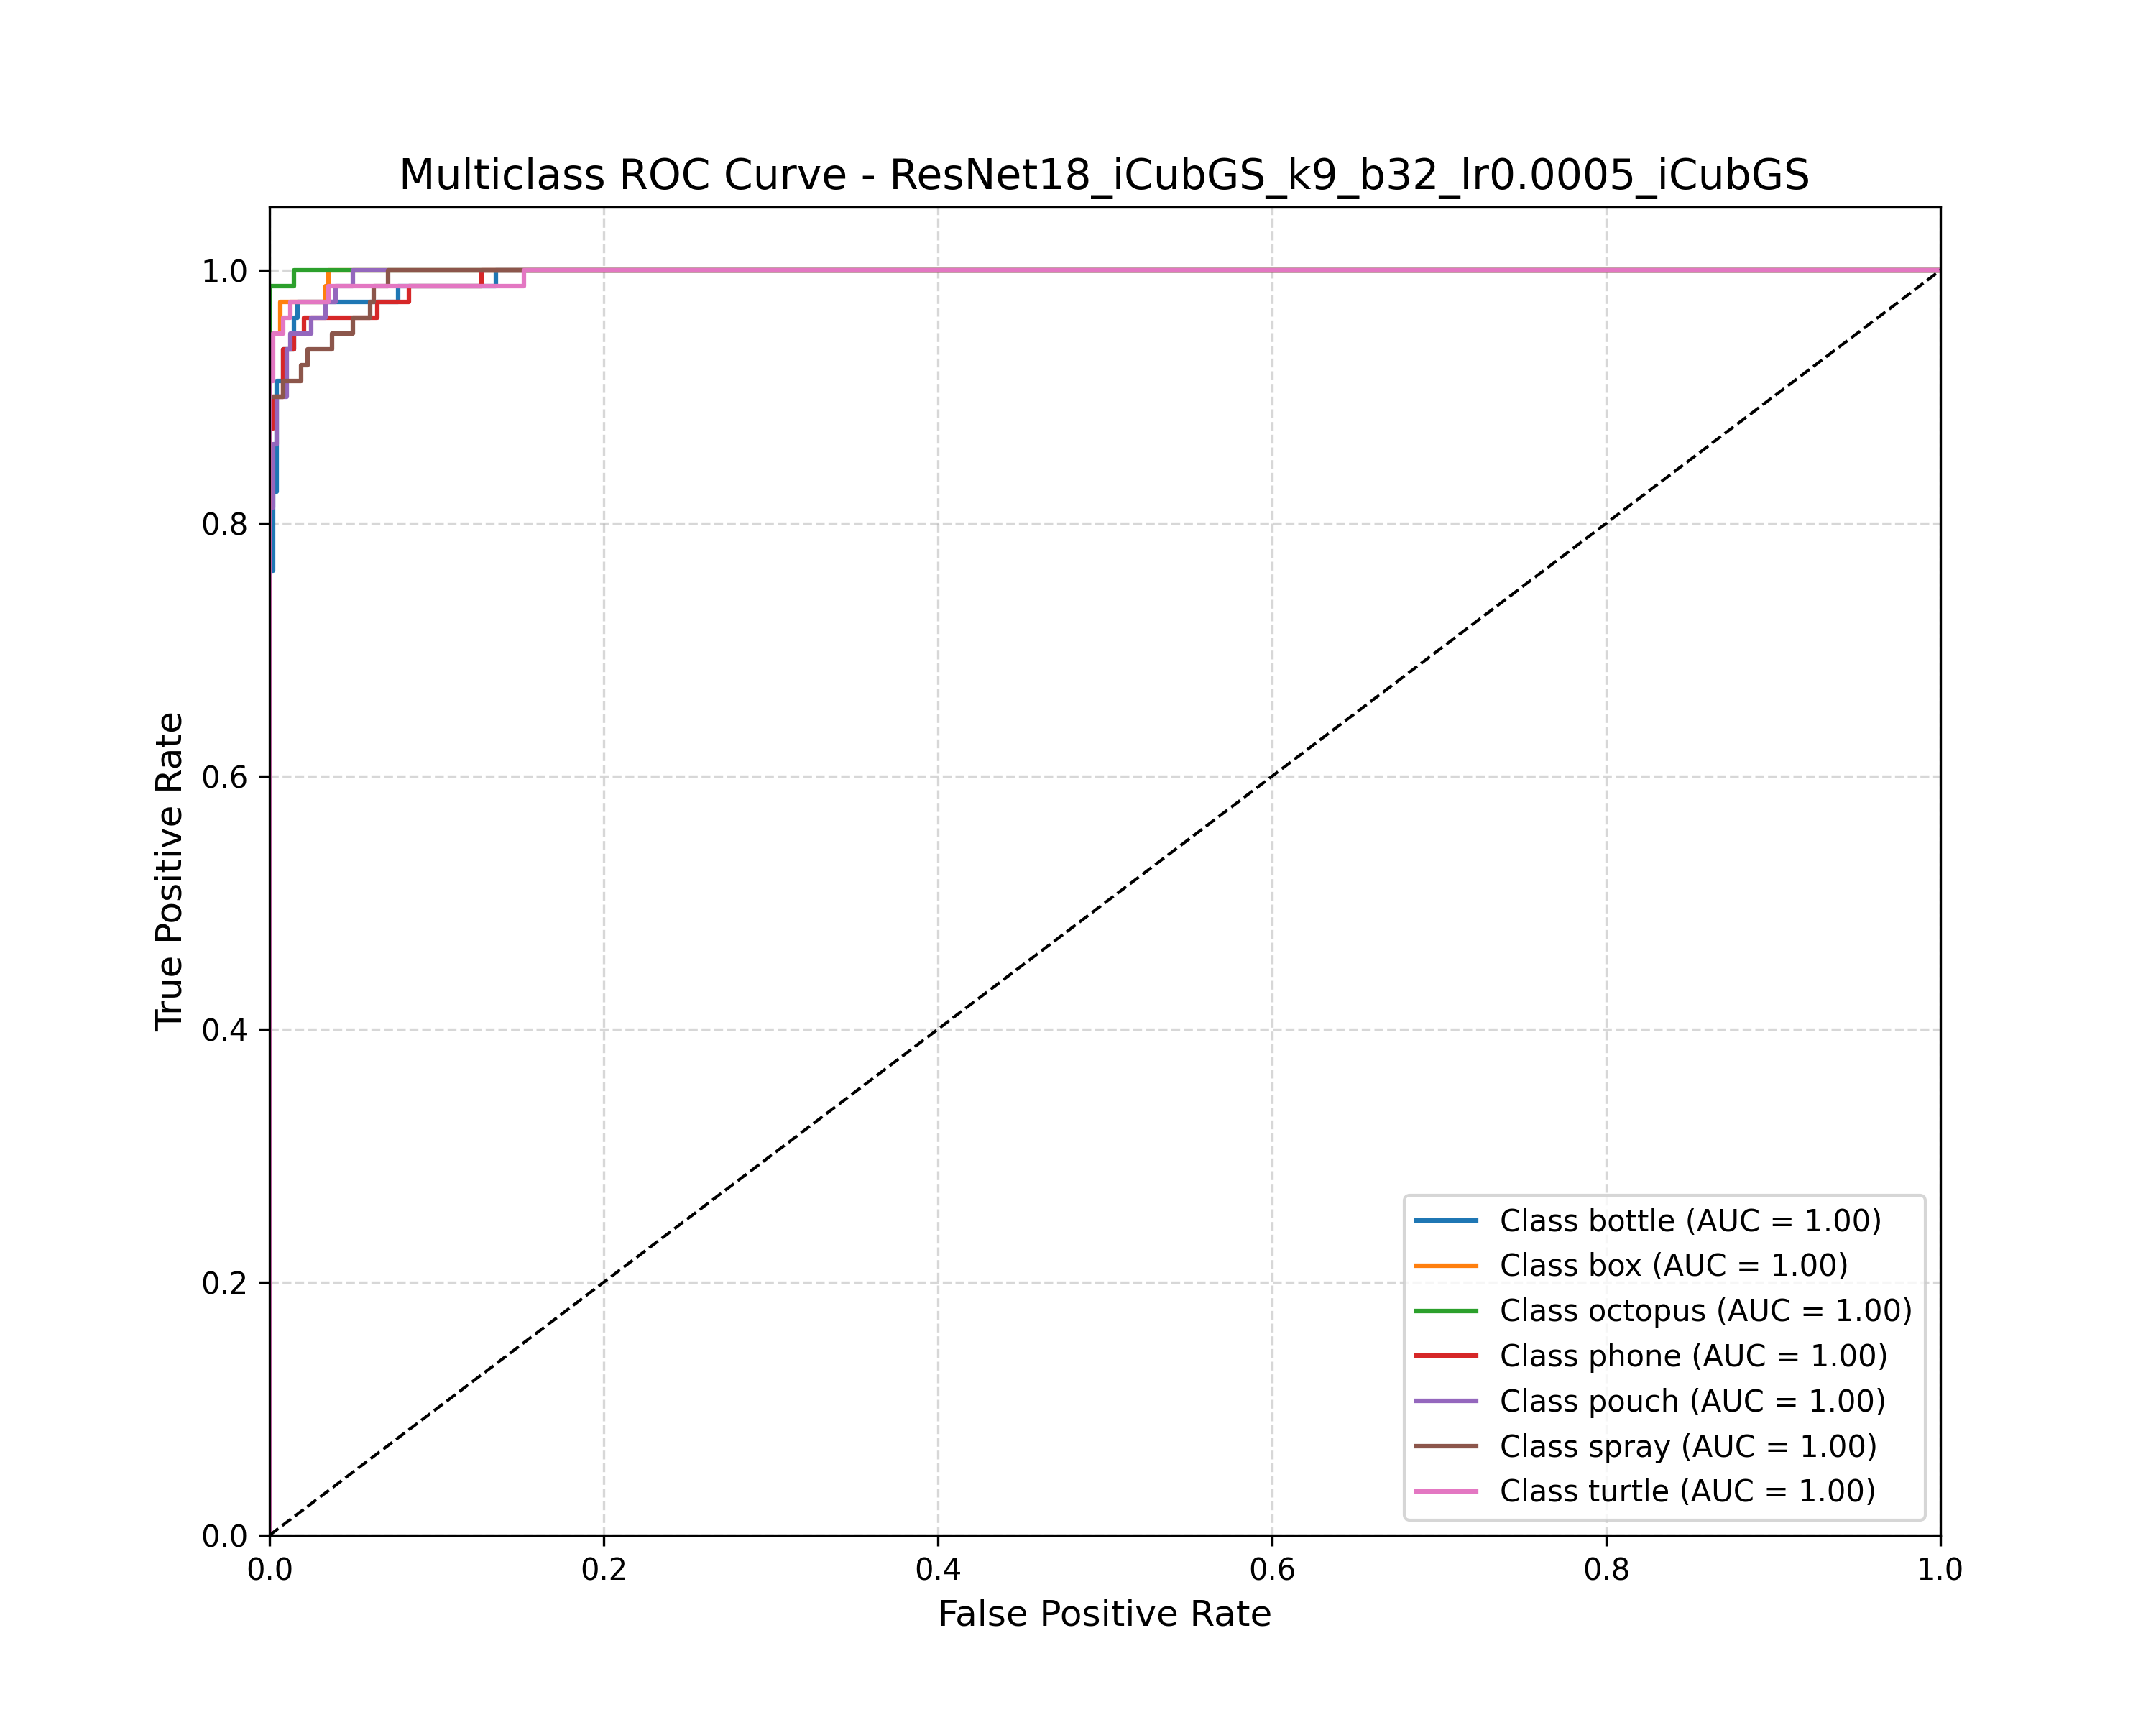 Multiclass ROC Curve - ResNet18_iCubGS_k9_b32_lr0.0005_iCubGS
1.0
0.8
0.6
0.4
0.2
0.0
True Positive Rate
Class bottle (AUC = 1.00)
Class box (AUC = 1.00)
Class octopus (AUC = 1.00)
Class phone (AUC = 1.00)
Class pouch (AUC = 1.00)
Class spray (AUC = 1.00)
Class turtle (AUC = 1.00)
0.0 0.2 0.4 0.6 0.8 1.0
False Positive Rate